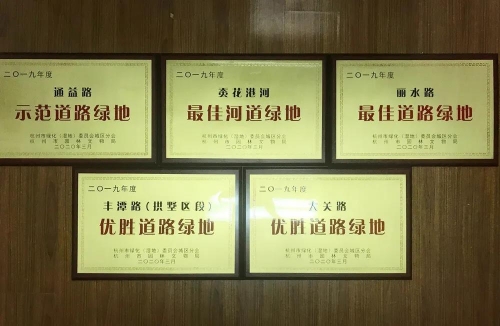 二〇一九年度
通益路
示范道路绿地
杭州市绿化（湿地）委员会城区分会
杭州市园林文物局
二〇二〇年三月
二〇一九年度
炎花港河
最佳河道绿地
杭州市绿化（湿地）委员会城区分会
杭州市园林文物局
二〇二〇年三月
二〇一九年度
丽水路
最佳道路绿地
杭州市绿化（湿地）委员会城区分会
杭州市园林文物局
二〇二〇年三月
二〇一九年度
丰潭路（拱墅区段）
优胜道路绿地
杭州市绿化（湿地）委员会城区分会
杭州市园林文物局
二〇二〇年三月
二〇一九年度
大关路
优胜道路绿地
杭州市绿化（湿地）委员会城区分会
杭州市园林文物局
二〇二〇年三月